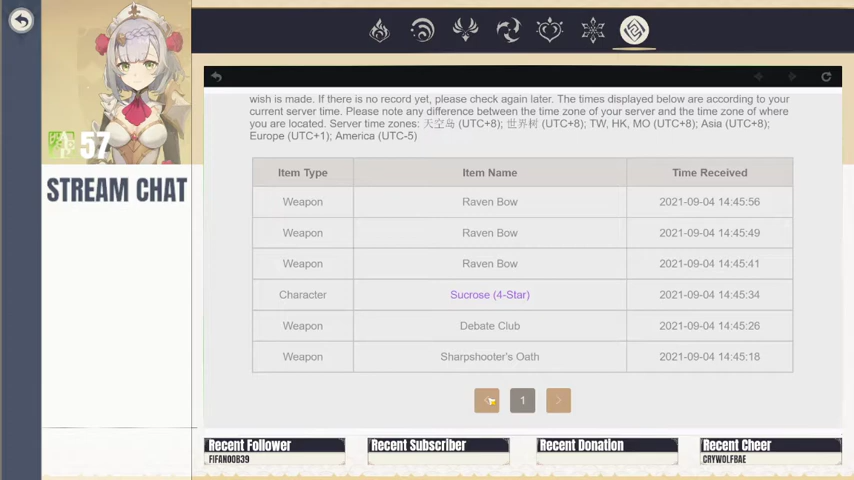 wish is made. If there is no record yet, please check again later. The times displayed below are according to your
current server time. Please note any difference between the time zone of your server and the time zone of where
you are located. Server time zones: 天空岛 (UTC+8); 世界树 (UTC+8); TW, HK, MO (UTC+8); Asia (UTC+8);
Europe (UTC+1); America (UTC-5)
57
STREAM CHAT
Item Type Item Name Time Received
Weapon Raven Bow 2021-09-04 14:45:56
Weapon Raven Bow 2021-09-04 14:45:49
Weapon Raven Bow 2021-09-04 14:45:41
Character Sucrose (4-Star) 2021-09-04 14:45:34
Weapon Debate Club 2021-09-04 14:45:26
Weapon Sharpshooter's Oath 2021-09-04 14:45:18
1
Recent Follower Recent Subscriber Recent Donation Recent Cheer
FIFAN00B39 CRYWOLFBAE